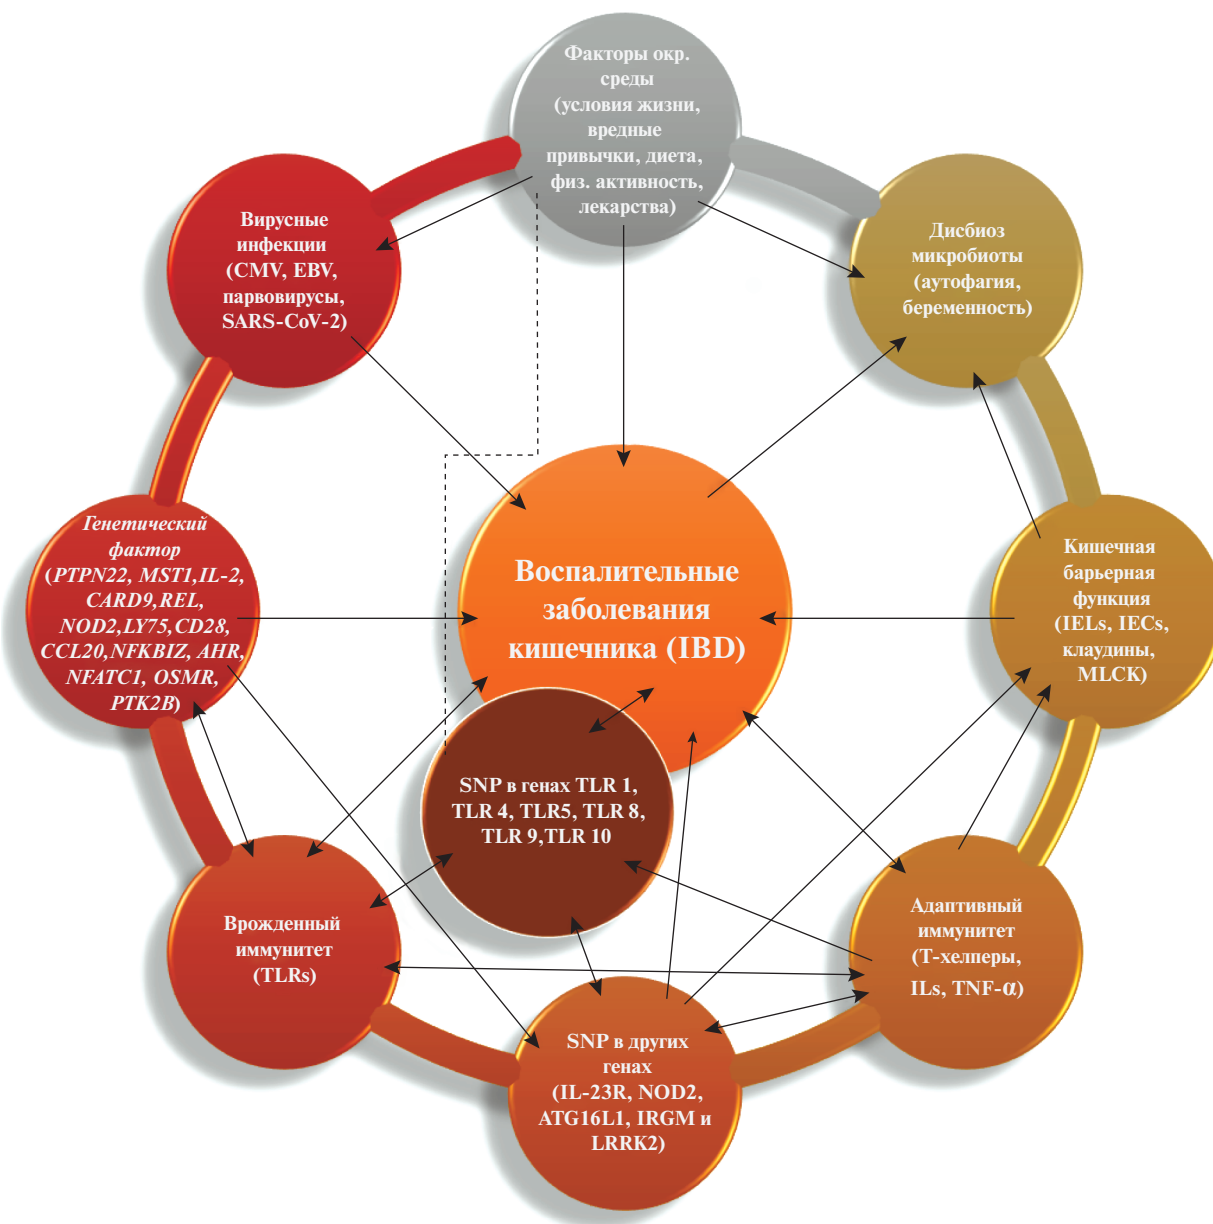 Факторы окр.
среды
(условия жизни,
вредные
привычки, диета,
физ. активность,
лекарства)
Дисбиоз
микробиоты
(аутофагия,
беременность)
Кишечная
барьерная
функция
(IELs, IECs,
клаудины,
MLCK)
Адаптивный
иммунитет
(Т-хелперы,
ILs, TNF-α)
SNP в других
генах
(IL-23R, NOD2,
ATG16L1, IRGM и
LRRK2)
Врожденный
иммунитет
(TLRs)
Генетический
фактор
(PTPN22, MST1,IL-2,
CARD9,REL,
NOD2,LY75,CD28,
CCL20,NFKBIZ, AHR,
NFATC1, OSMR,
PTK2B)
Вирусные
инфекции
(CMV, EBV,
парвовирусы,
SARS-CoV-2)
Воспалительные
заболевания
кишечника (IBD)
SNP в генах TLR 1,
TLR 4, TLR5, TLR 8,
TLR 9,TLR 10